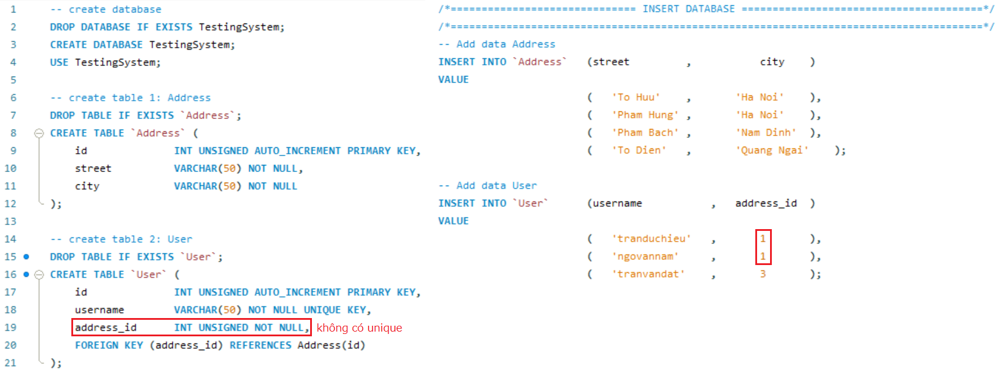 1 -- create database
2 DROP DATABASE IF EXISTS TestingSystem;
3 CREATE DATABASE TestingSystem;
4 USE TestingSystem;
5
6 -- create table 1: Address
7 DROP TABLE IF EXISTS `Address`;
8 CREATE TABLE `Address` (
9 id INT UNSIGNED AUTO_INCREMENT PRIMARY KEY,
10 street VARCHAR(50) NOT NULL,
11 city VARCHAR(50) NOT NULL
12 );
13
14 -- create table 2: User
15 DROP TABLE IF EXISTS `User`;
16 CREATE TABLE `User` (
17 id INT UNSIGNED AUTO_INCREMENT PRIMARY KEY,
18 username VARCHAR(50) NOT NULL UNIQUE KEY,
19 address_id INT UNSIGNED NOT NULL, không có unique
20 FOREIGN KEY (address_id) REFERENCES Address(id)
21 );
/*============================== INSERT DATABASE =======================================*/
/*======================================================================================*/
-- Add data Address
INSERT INTO `Address` (street , city )
VALUE
( 'To Huu' , 'Ha Noi' ),
( 'Pham Hung' , 'Ha Noi' ),
( 'Pham Bach' , 'Nam Dinh' ),
( 'To Dien' , 'Quang Ngai' );
-- Add data User
INSERT INTO `User` (username , address_id )
VALUE
( 'tranduchieu' , 1 ),
( 'ngovannam' , 1 ),
( 'tranvandat' , 3 );